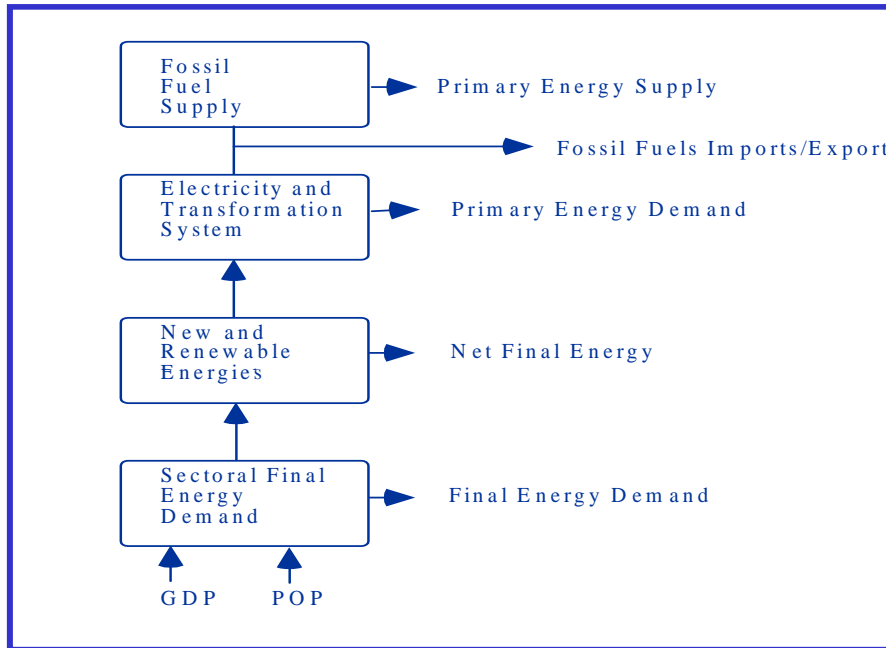 Fossil
Fuel
Supply
Primary Energy Supply
Fossil Fuels Imports/Export
Electricity and
Transformation
System
Primary Energy Demand
New and
Renewable
Energies
Net Final Energy
Sectoral Final
Energy
Demand
Final Energy Demand
GDP
POP